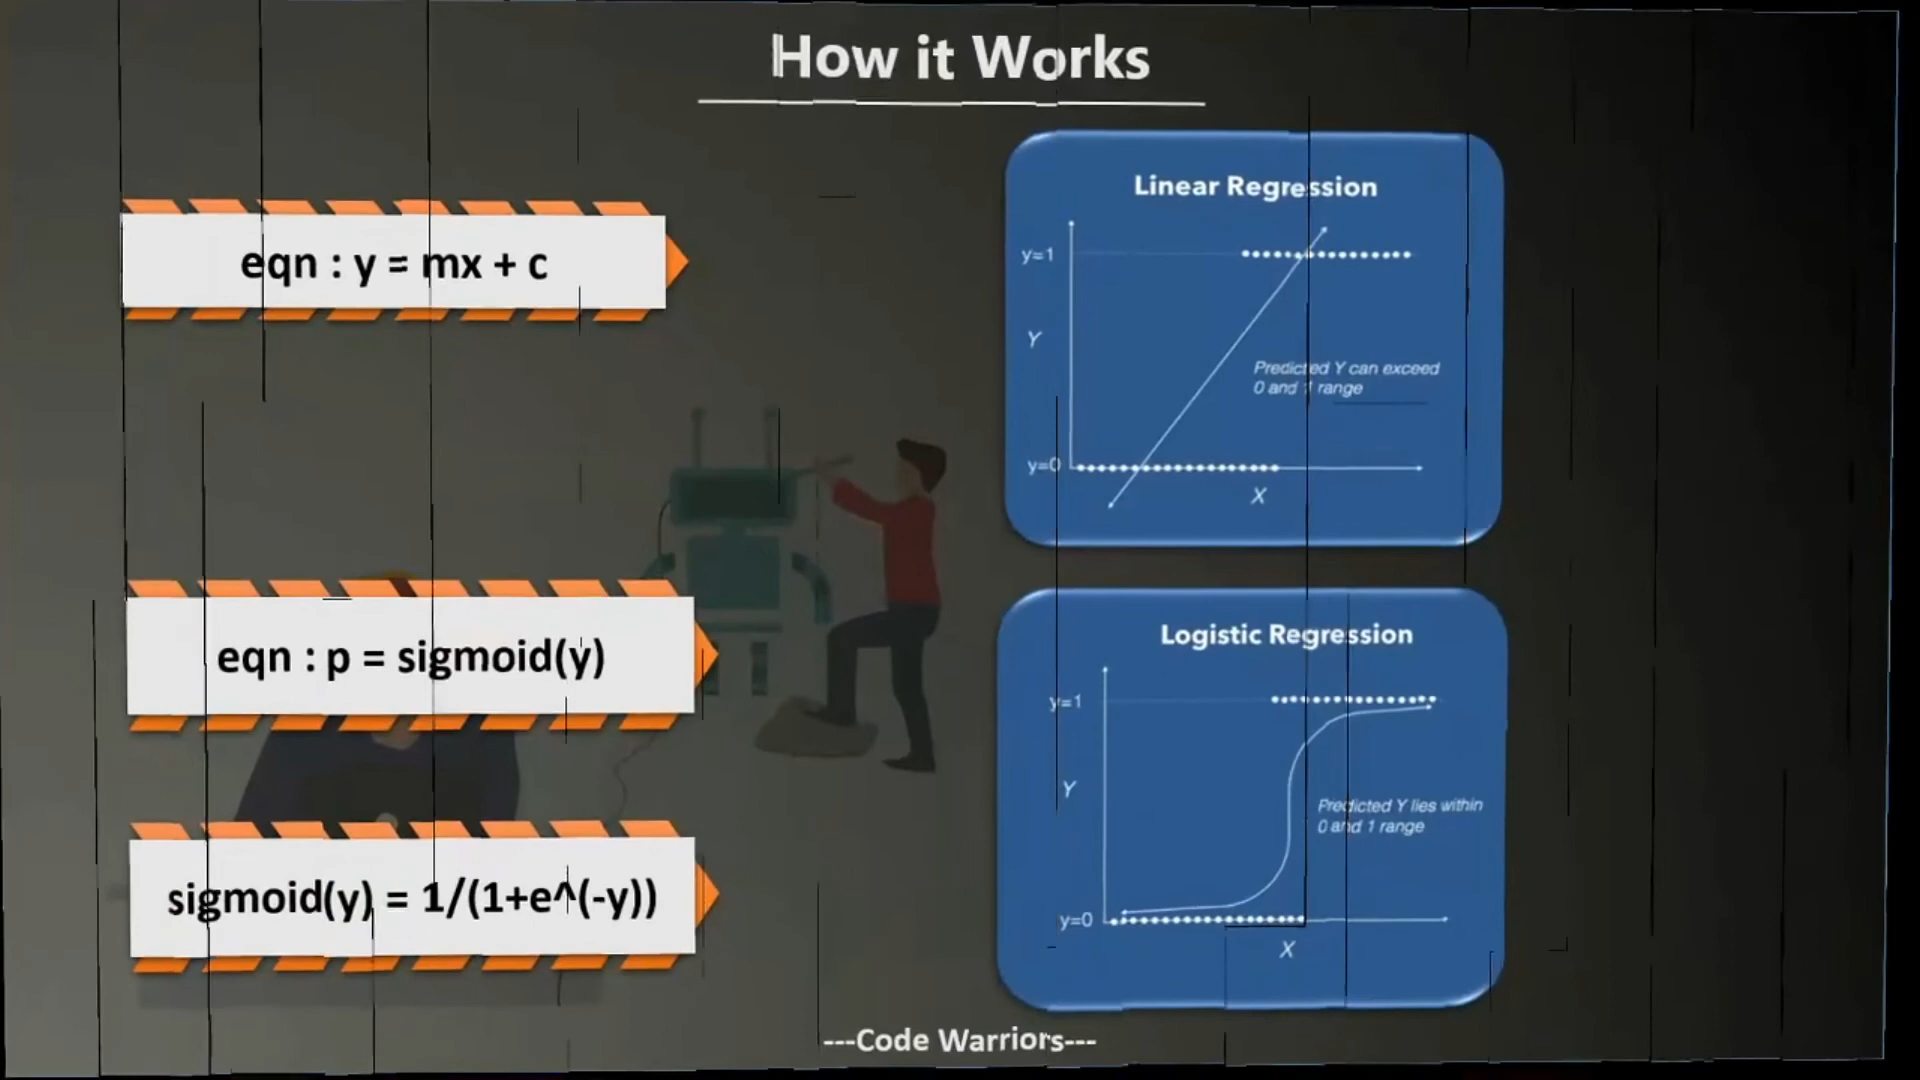 How it Works
eqn : y = mx + c
Linear Regression
y=1
Y
Predicted Y can exceed
0 and 1 range
y=0
X
eqn : p = sigmoid(y)
sigmoid(y) = 1/(1+e^(-y))
Logistic Regression
y=1
Y
Predicted Y lies within
0 and 1 range
y=0
X
---Code Warriors---